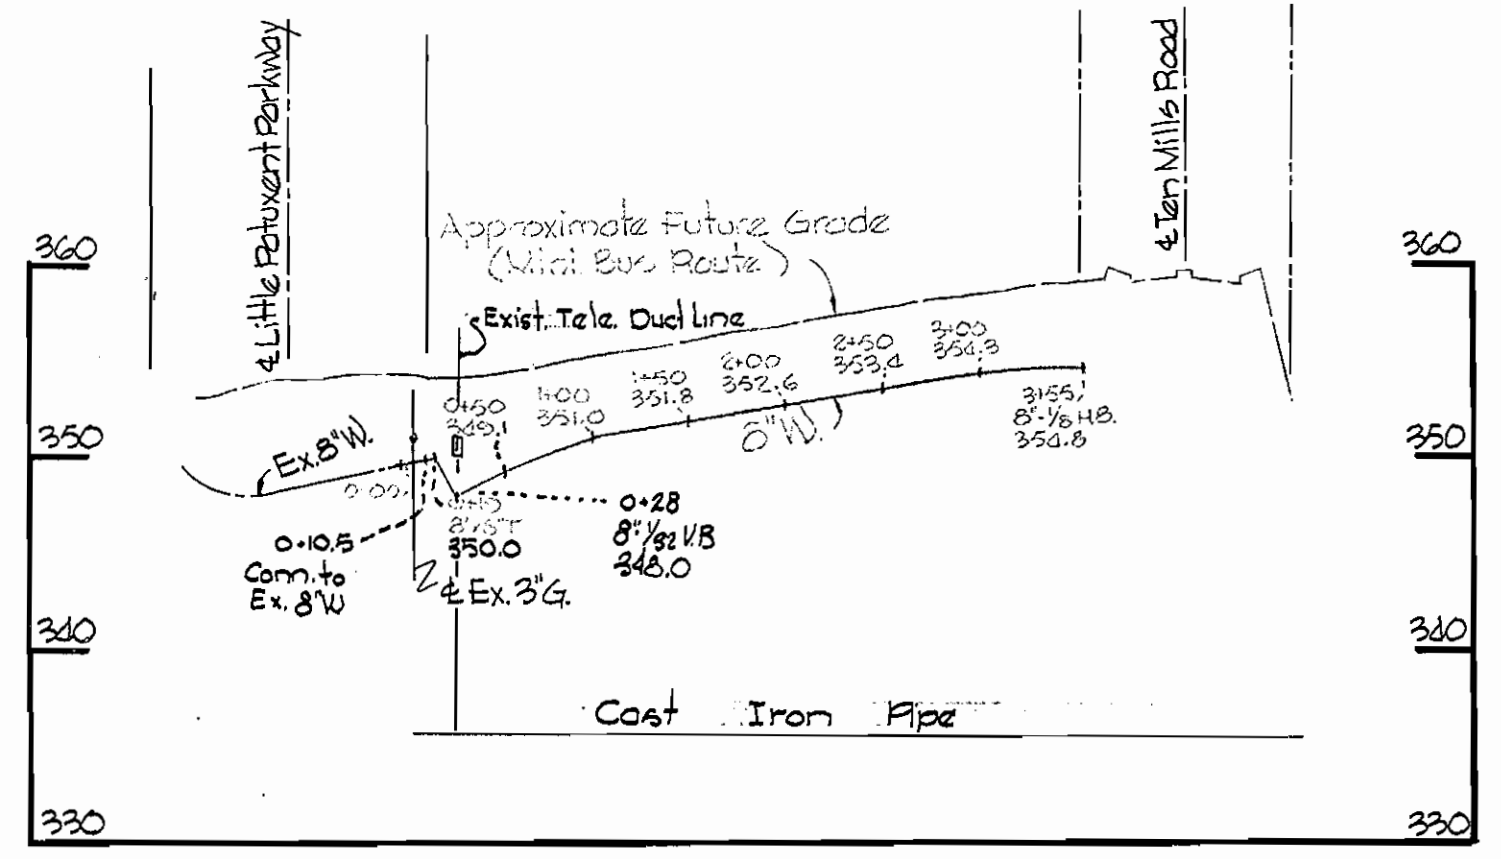 ℄ Little Patuxent Parkway
℄ Ten Mills Road
Approximate Future Grade
(Mini Bus Route)
360
360
Exist. Tele. Duct Line
3+00
354.3
2+50
353.4
2+00
352.6
1+50
351.8
1+00
351.0
0+50
349.1
3+55
8"-1/8 H.B.
354.8
8"W.
350
350
Ex. 8"W.
0+00
0+28
8"-1/32 V.B
348.0
350.0
0+10.5
Conn. to
Ex. 8"W
℄ Ex. 3"G.
340
340
Cast Iron Pipe
330
330